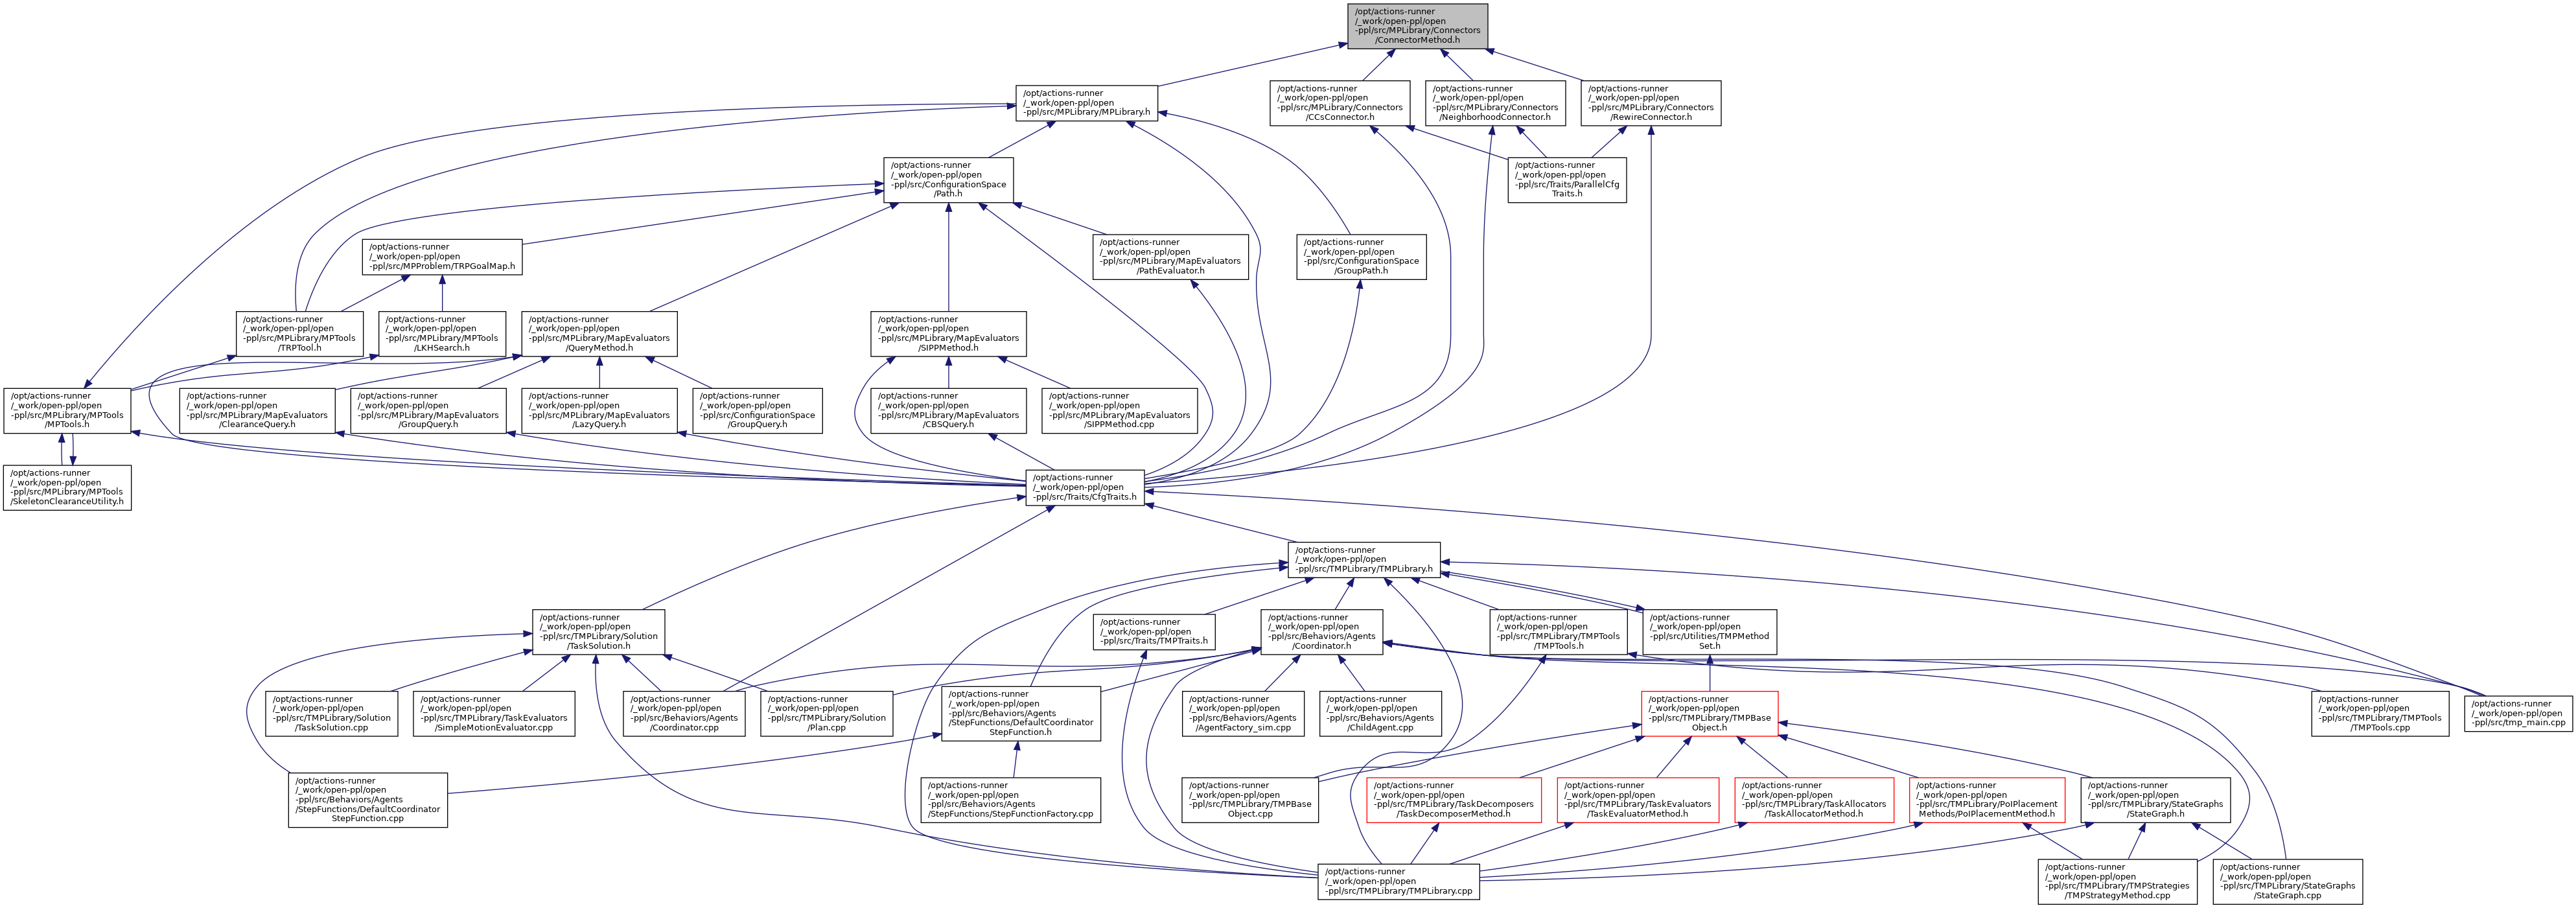 /opt/actions-runner
/_work/open-ppl/open
-ppl/src/MPLibrary/Connectors
/ConnectorMethod.h
/opt/actions-runner
/_work/open-ppl/open
-ppl/src/MPLibrary/MPLibrary.h
/opt/actions-runner
/_work/open-ppl/open
-ppl/src/MPLibrary/Connectors
/CCsConnector.h
/opt/actions-runner
/_work/open-ppl/open
-ppl/src/MPLibrary/Connectors
/NeighborhoodConnector.h
/opt/actions-runner
/_work/open-ppl/open
-ppl/src/MPLibrary/Connectors
/RewireConnector.h
/opt/actions-runner
/_work/open-ppl/open
-ppl/src/ConfigurationSpace
/Path.h
/opt/actions-runner
/_work/open-ppl/open
-ppl/src/Traits/ParallelCfg
Traits.h
/opt/actions-runner
/_work/open-ppl/open
-ppl/src/MPProblem/TRPGoalMap.h
/opt/actions-runner
/_work/open-ppl/open
-ppl/src/MPLibrary/MapEvaluators
/PathEvaluator.h
/opt/actions-runner
/_work/open-ppl/open
-ppl/src/ConfigurationSpace
/GroupPath.h
/opt/actions-runner
/_work/open-ppl/open
-ppl/src/MPLibrary/MPTools
/TRPTool.h
/opt/actions-runner
/_work/open-ppl/open
-ppl/src/MPLibrary/MPTools
/LKHSearch.h
/opt/actions-runner
/_work/open-ppl/open
-ppl/src/MPLibrary/MapEvaluators
/QueryMethod.h
/opt/actions-runner
/_work/open-ppl/open
-ppl/src/MPLibrary/MapEvaluators
/SIPPMethod.h
/opt/actions-runner
/_work/open-ppl/open
-ppl/src/MPLibrary/MPTools
/MPTools.h
/opt/actions-runner
/_work/open-ppl/open
-ppl/src/MPLibrary/MapEvaluators
/ClearanceQuery.h
/opt/actions-runner
/_work/open-ppl/open
-ppl/src/MPLibrary/MapEvaluators
/GroupQuery.h
/opt/actions-runner
/_work/open-ppl/open
-ppl/src/MPLibrary/MapEvaluators
/LazyQuery.h
/opt/actions-runner
/_work/open-ppl/open
-ppl/src/ConfigurationSpace
/GroupQuery.h
/opt/actions-runner
/_work/open-ppl/open
-ppl/src/MPLibrary/MapEvaluators
/CBSQuery.h
/opt/actions-runner
/_work/open-ppl/open
-ppl/src/MPLibrary/MapEvaluators
/SIPPMethod.cpp
/opt/actions-runner
/_work/open-ppl/open
-ppl/src/MPLibrary/MPTools
/SkeletonClearanceUtility.h
/opt/actions-runner
/_work/open-ppl/open
-ppl/src/Traits/CfgTraits.h
/opt/actions-runner
/_work/open-ppl/open
-ppl/src/TMPLibrary/TMPLibrary.h
/opt/actions-runner
/_work/open-ppl/open
-ppl/src/TMPLibrary/Solution
/TaskSolution.h
/opt/actions-runner
/_work/open-ppl/open
-ppl/src/Traits/TMPTraits.h
/opt/actions-runner
/_work/open-ppl/open
-ppl/src/Behaviors/Agents
/Coordinator.h
/opt/actions-runner
/_work/open-ppl/open
-ppl/src/TMPLibrary/TMPTools
/TMPTools.h
/opt/actions-runner
/_work/open-ppl/open
-ppl/src/Utilities/TMPMethod
Set.h
/opt/actions-runner
/_work/open-ppl/open
-ppl/src/TMPLibrary/Solution
/TaskSolution.cpp
/opt/actions-runner
/_work/open-ppl/open
-ppl/src/TMPLibrary/TaskEvaluators
/SimpleMotionEvaluator.cpp
/opt/actions-runner
/_work/open-ppl/open
-ppl/src/Behaviors/Agents
/Coordinator.cpp
/opt/actions-runner
/_work/open-ppl/open
-ppl/src/TMPLibrary/Solution
/Plan.cpp
/opt/actions-runner
/_work/open-ppl/open
-ppl/src/Behaviors/Agents
/StepFunctions/DefaultCoordinator
StepFunction.h
/opt/actions-runner
/_work/open-ppl/open
-ppl/src/Behaviors/Agents
/AgentFactory_sim.cpp
/opt/actions-runner
/_work/open-ppl/open
-ppl/src/Behaviors/Agents
/ChildAgent.cpp
/opt/actions-runner
/_work/open-ppl/open
-ppl/src/TMPLibrary/TMPBase
Object.h
/opt/actions-runner
/_work/open-ppl/open
-ppl/src/TMPLibrary/TMPTools
/TMPTools.cpp
/opt/actions-runner
/_work/open-ppl/open
-ppl/src/tmp_main.cpp
/opt/actions-runner
/_work/open-ppl/open
-ppl/src/Behaviors/Agents
/StepFunctions/DefaultCoordinator
StepFunction.cpp
/opt/actions-runner
/_work/open-ppl/open
-ppl/src/Behaviors/Agents
/StepFunctions/StepFunctionFactory.cpp
/opt/actions-runner
/_work/open-ppl/open
-ppl/src/TMPLibrary/TMPBase
Object.cpp
/opt/actions-runner
/_work/open-ppl/open
-ppl/src/TMPLibrary/TaskDecomposers
/TaskDecomposerMethod.h
/opt/actions-runner
/_work/open-ppl/open
-ppl/src/TMPLibrary/TaskEvaluators
/TaskEvaluatorMethod.h
/opt/actions-runner
/_work/open-ppl/open
-ppl/src/TMPLibrary/TaskAllocators
/TaskAllocatorMethod.h
/opt/actions-runner
/_work/open-ppl/open
-ppl/src/TMPLibrary/PoIPlacement
Methods/PoIPlacementMethod.h
/opt/actions-runner
/_work/open-ppl/open
-ppl/src/TMPLibrary/StateGraphs
/StateGraph.h
/opt/actions-runner
/_work/open-ppl/open
-ppl/src/TMPLibrary/TMPLibrary.cpp
/opt/actions-runner
/_work/open-ppl/open
-ppl/src/TMPLibrary/TMPStrategies
/TMPStrategyMethod.cpp
/opt/actions-runner
/_work/open-ppl/open
-ppl/src/TMPLibrary/StateGraphs
/StateGraph.cpp